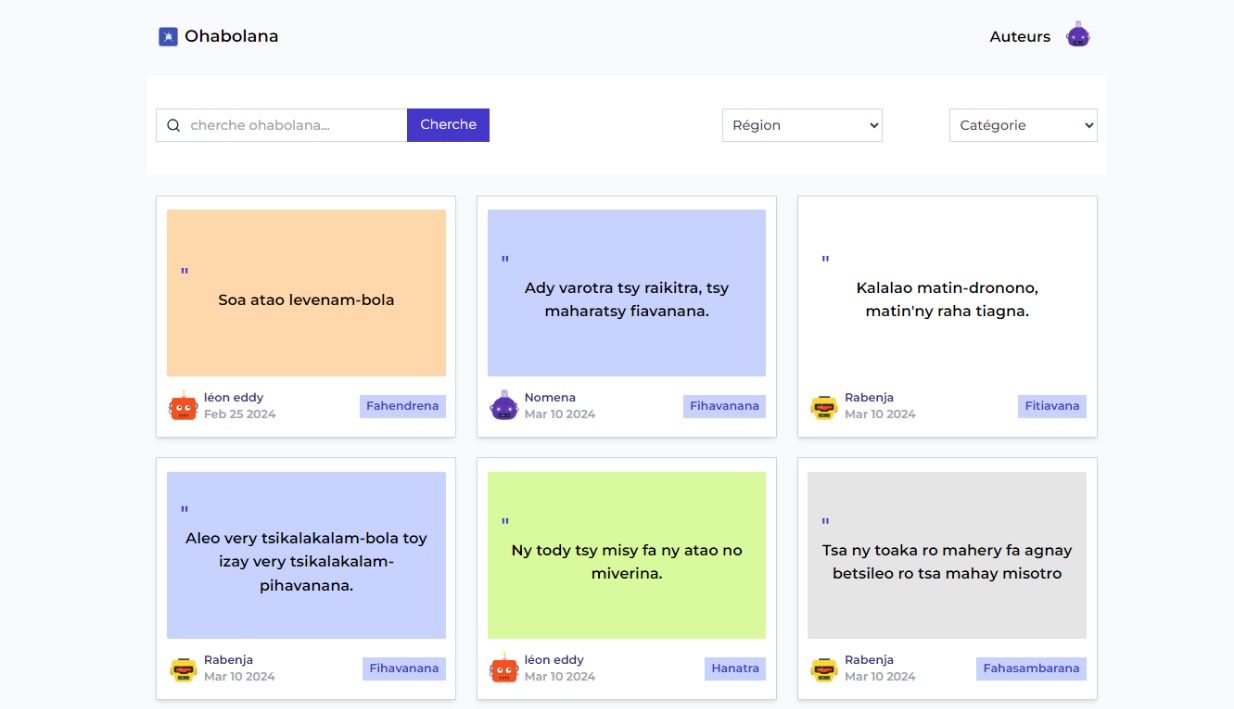 Ohabolana
Auteurs
cherche ohabolana...
Cherche
Région
Catégorie
"
Soa atao levenam-bola
léon eddy
Feb 25 2024
Fahendrena
"
Ady varotra tsy raikitra, tsy
maharatsy fiavanana.
Nomena
Mar 10 2024
Fihavanana
"
Kalalao matin-dronono,
matin'ny raha tiagna.
Rabenja
Mar 10 2024
Fitiavana
"
Aleo very tsikalakalam-bola toy
izay very tsikalakalam-
pihavanana.
Rabenja
Mar 10 2024
Fihavanana
"
Ny tody tsy misy fa ny atao no
miverina.
léon eddy
Mar 10 2024
Hanatra
"
Tsa ny toaka ro mahery fa agnay
betsileo ro tsa mahay misotro
Rabenja
Mar 10 2024
Fahasambarana